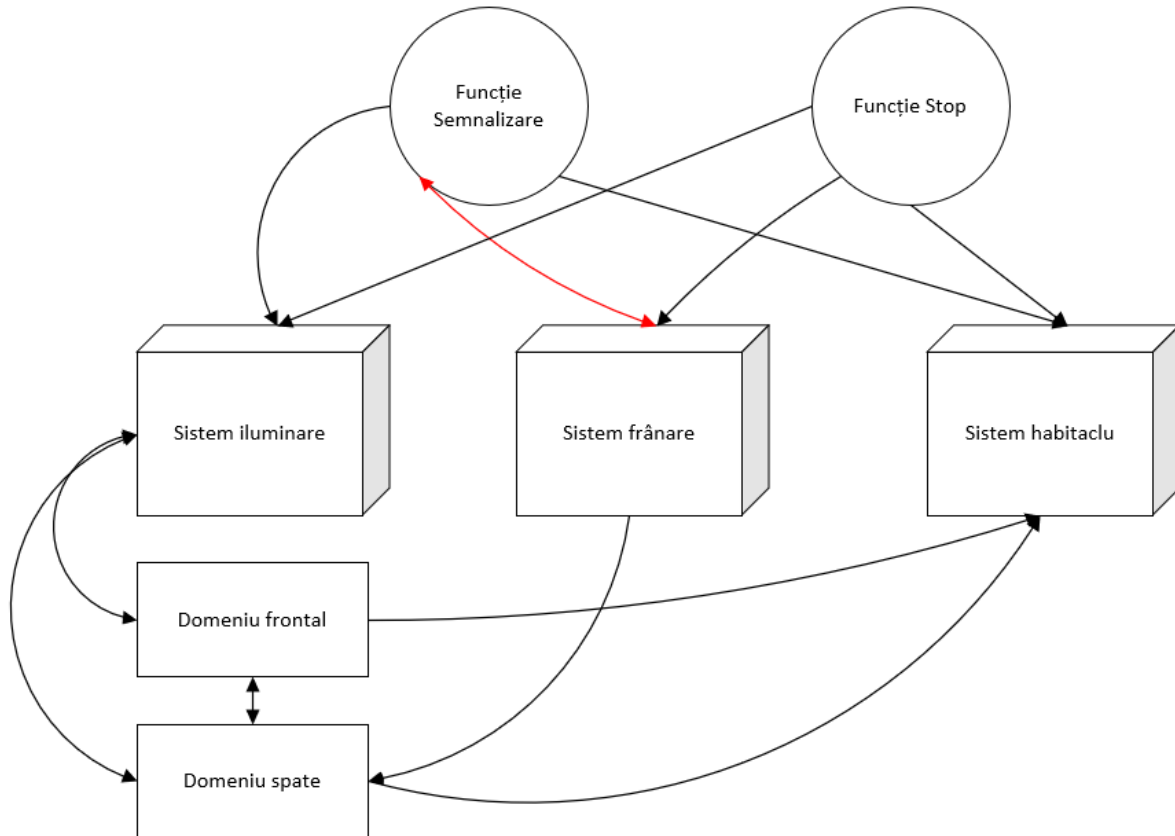 Funcție
Semnalizare
Funcție Stop
Sistem iluminare
Sistem frânare
Sistem habitaclu
Domeniu frontal
Domeniu spate